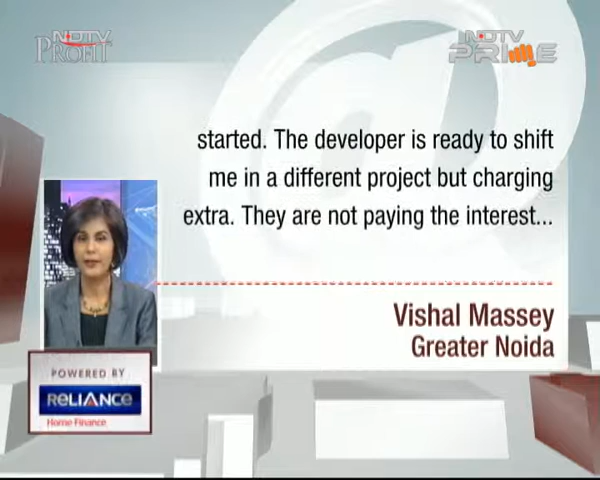 NDTV
PROFIT
NDTV
PRIME
started. The developer is ready to shift
me in a different project but charging
extra. They are not paying the interest...
Vishal Massey
Greater Noida
POWERED BY
RELIANCE
Home Finance